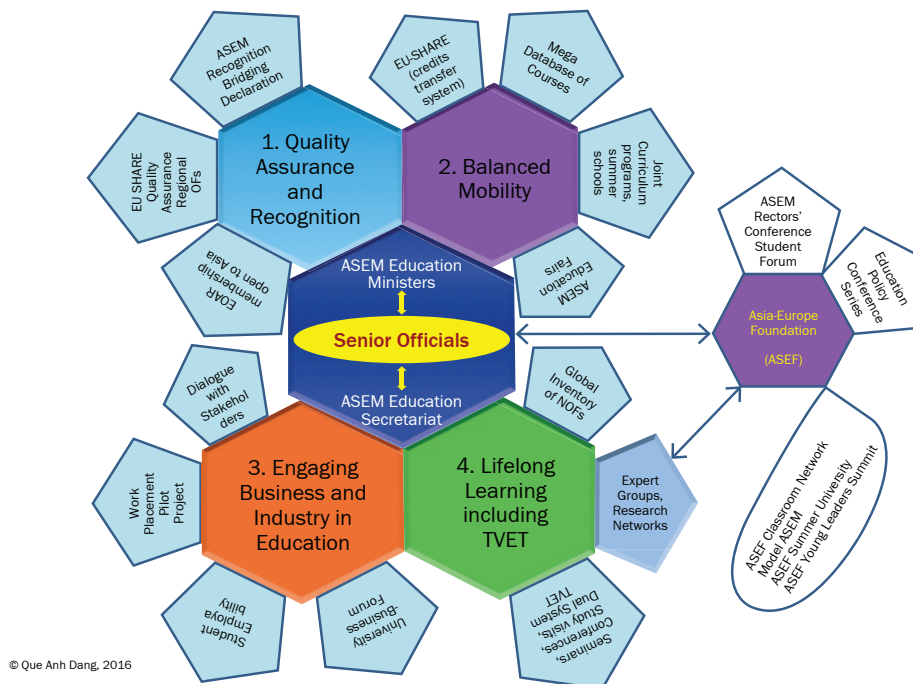 ASEM
Recognition
Bridging
Declaration
EU-SHARE
(credits
transfer
system)
Mega
Database of
Courses
EU SHARE
Quality
Assurance
Regional
QFs
1. Quality
Assurance
and
Recognition
2. Balanced
Mobility
Joint
Curriculum
programs,
summer
schools
EQAR
membership
open to Asia
ASEM
Education
Fairs
ASEM Education
Ministers
Senior Officials
ASEM Education
Secretariat
ASEM
Rectors'
Conference
Student
Forum
Education
Policy
Conference
Series
Asia-Europe
Foundation
(ASEF)
Dialogue
with
Stakehol
ders
Global
Inventory
of NQFs
Work
Placement
Pilot
Project
3. Engaging
Business and
Industry in
Education
4. Lifelong
Learning
including
TVET
Expert
Groups,
Research
Networks
ASEF Classroom Network
Model ASEM
ASEF Summer University
ASEF Young Leaders Summit
Student
Employa
bility
University
-Business
Forum
Seminars,
Conferences,
Study visits,
Dual System
TVET
© Que Anh Dang, 2016